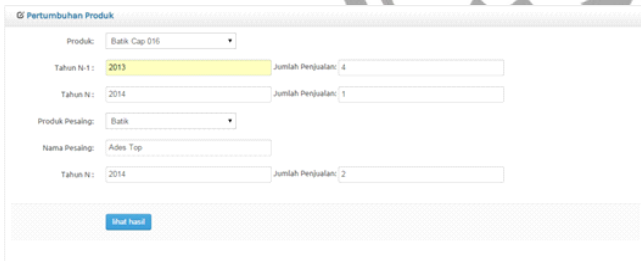 Pertumbuhan Produk
Produk: Batik Cap 016
Tahun N-1 : 2013 Jumlah Penjualan: 4
Tahun N : 2014 Jumlah Penjualan: 1
Produk Pesaing: Batik
Nama Pesaing: Ades Top
Tahun N : 2014 Jumlah Penjualan: 2
lihat hasil